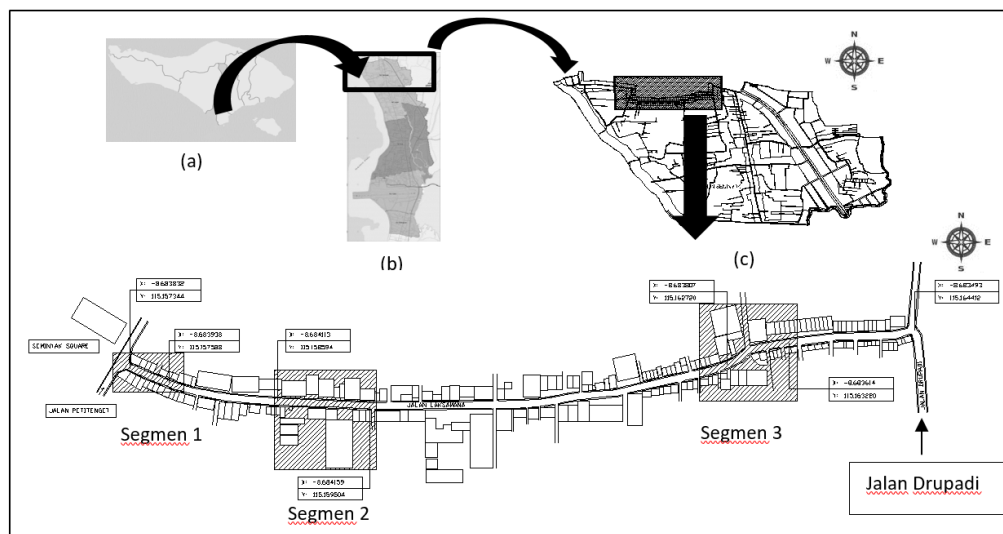 N
W E
S
(a)
(b)
(c)
N
W E
S
X: -8.683832
Y: 115.157344
X: -8.683938
Y: 115.157588
X: -8.684113
Y: 115.158594
X: -8.683807
Y: 115.162720
X: -8.683493
Y: 115.164412
SEMINYAK SQUARE
JALAN PETITENGET
JALAN LAKSAMANA
X: -8.683614
Y: 115.163280
JALAN DRUPADI
Segmen 1
Segmen 3
X: -8.684159
Y: 115.159804
Segmen 2
Jalan Drupadi